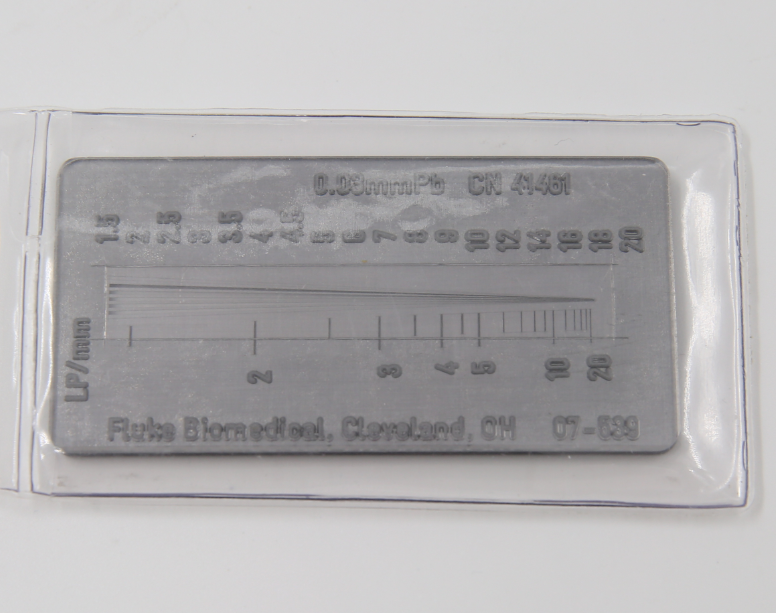 0.03mmPb CN 41461
1.5 2 2.5 3 3.5 4 4.5 5 6 7 8 9 10 12 14 16 18 20
LP/mm
2 3 4 5 10 20
Fluke Biomedical, Cleveland, OH 07-539